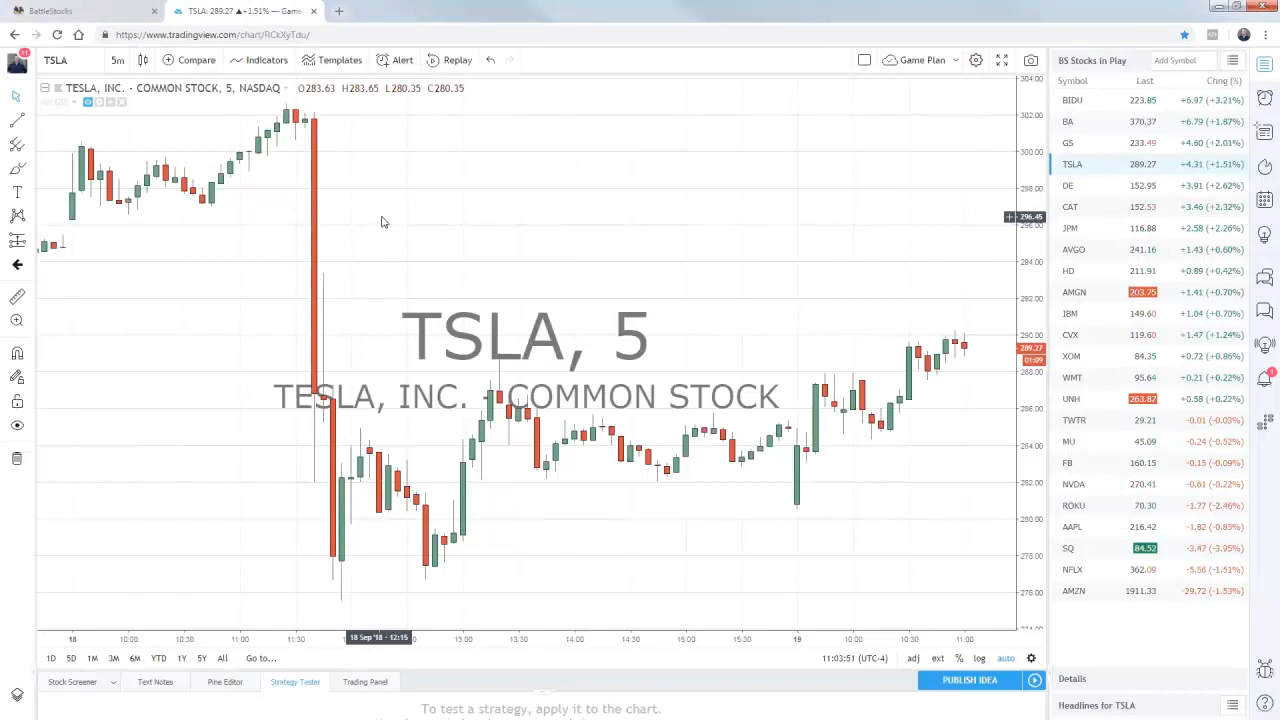 BattleStocks
TSLA: 289.27 ▲+1.51% — Game
https://www.tradingview.com/chart/RCkXyTdu/
11
TSLA
5m
Compare
Indicators
Templates
Alert
Replay
Game Plan
TESLA, INC. - COMMON STOCK, 5, NASDAQ
O283.63 H283.65 L280.35 C280.35
TSLA, 5
TESLA, INC. - COMMON STOCK
304.00
302.00
300.00
298.00
296.45
296.00
294.00
292.00
290.00
289.27
01:09
288.00
286.00
284.00
282.00
280.00
278.00
276.00
274.00
18 10:00 10:30 11:00 11:30 18 Sep '18 - 12:15 13:00 13:30 14:00 14:30 15:00 15:30 19 10:00 10:30 11:00
1D 5D 1M 3M 6M YTD 1Y 5Y All Go to...
11:03:51 (UTC-4) adj ext % log auto
Stock Screener Text Notes Pine Editor Strategy Tester Trading Panel
PUBLISH IDEA
To test a strategy, apply it to the chart.
BS Stocks in Play Add Symbol
Symbol Last Chng (%)
BIDU 223.85 +6.97 (+3.21%)
BA 370.37 +6.79 (+1.87%)
GS 233.49 +4.60 (+2.01%)
TSLA 289.27 +4.31 (+1.51%)
DE 152.95 +3.91 (+2.62%)
CAT 152.53 +3.46 (+2.32%)
JPM 116.88 +2.58 (+2.26%)
AVGO 241.16 +1.43 (+0.60%)
HD 211.91 +0.89 (+0.42%)
AMGN 203.75 +1.41 (+0.70%)
IBM 149.60 +1.04 (+0.70%)
CVX 119.60 +1.47 (+1.24%)
XOM 84.35 +0.72 (+0.86%)
WMT 95.64 +0.21 (+0.22%)
UNH 263.87 +0.58 (+0.22%)
TWTR 29.21 -0.01 (-0.03%)
MU 45.09 -0.24 (-0.52%)
FB 160.15 -0.15 (-0.09%)
NVDA 270.41 -0.61 (-0.22%)
ROKU 70.30 -1.77 (-2.46%)
AAPL 216.42 -1.82 (-0.83%)
SQ 84.52 -3.47 (-3.95%)
NFLX 362.09 -5.56 (-1.51%)
AMZN 1911.33 -29.72 (-1.53%)
Details
Headlines for TSLA
1